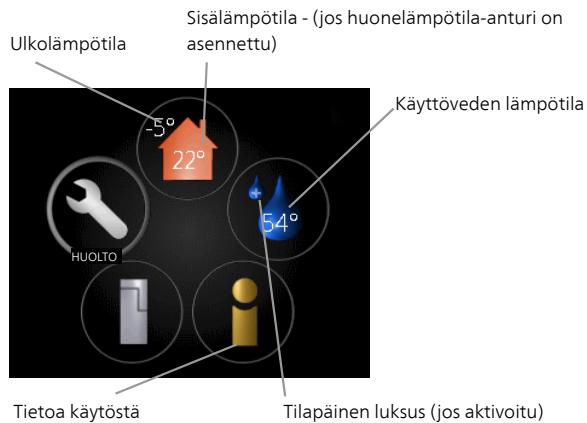 Sisälämpötila - (jos huonelämpötila-anturi on
asennettu)
Ulkolämpötila
Käyttöveden lämpötila
-5°
22°
54°
HUOLTO
Tietoa käytöstä
Tilapäinen luksus (jos aktivoitu)